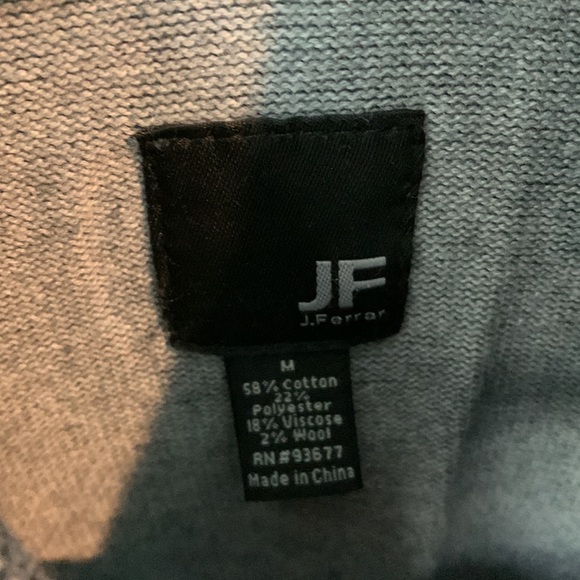 JF
J.Ferrar
M
58% Cotton
22%
Polyester
18% Viscose
2% Wool
RN#93677
Made in China